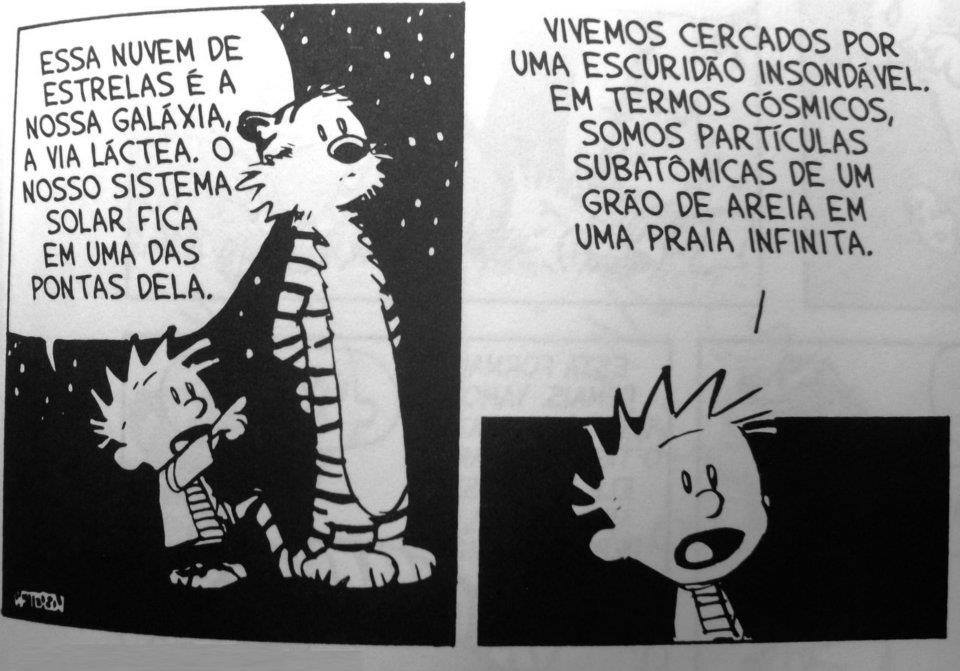 ESSA NUVEM DE
ESTRELAS É A
NOSSA GALÁXIA,
A VIA LÁCTEA. O
NOSSO SISTEMA
SOLAR FICA
EM UMA DAS
PONTAS DELA.
VIVEMOS CERCADOS POR
UMA ESCURIDÃO INSONDÁVEL.
EM TERMOS CÓSMICOS,
SOMOS PARTÍCULAS
SUBATÔMICAS DE UM
GRÃO DE AREIA EM
UMA PRAIA INFINITA.